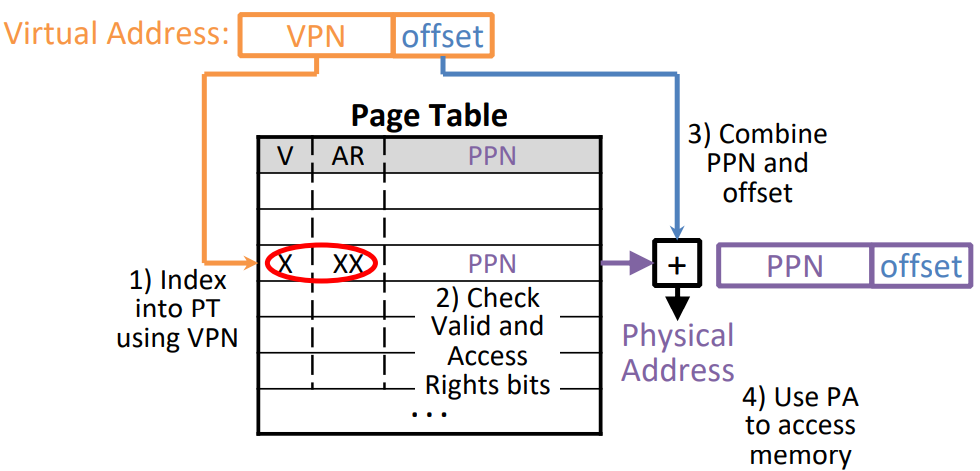 Virtual Address: VPN offset
Page Table
V AR PPN
X XX PPN
1) Index
into PT
using VPN
2) Check
Valid and
Access
Rights bits
...
3) Combine
PPN and
offset
+
PPN offset
Physical
Address
4) Use PA
to access
memory